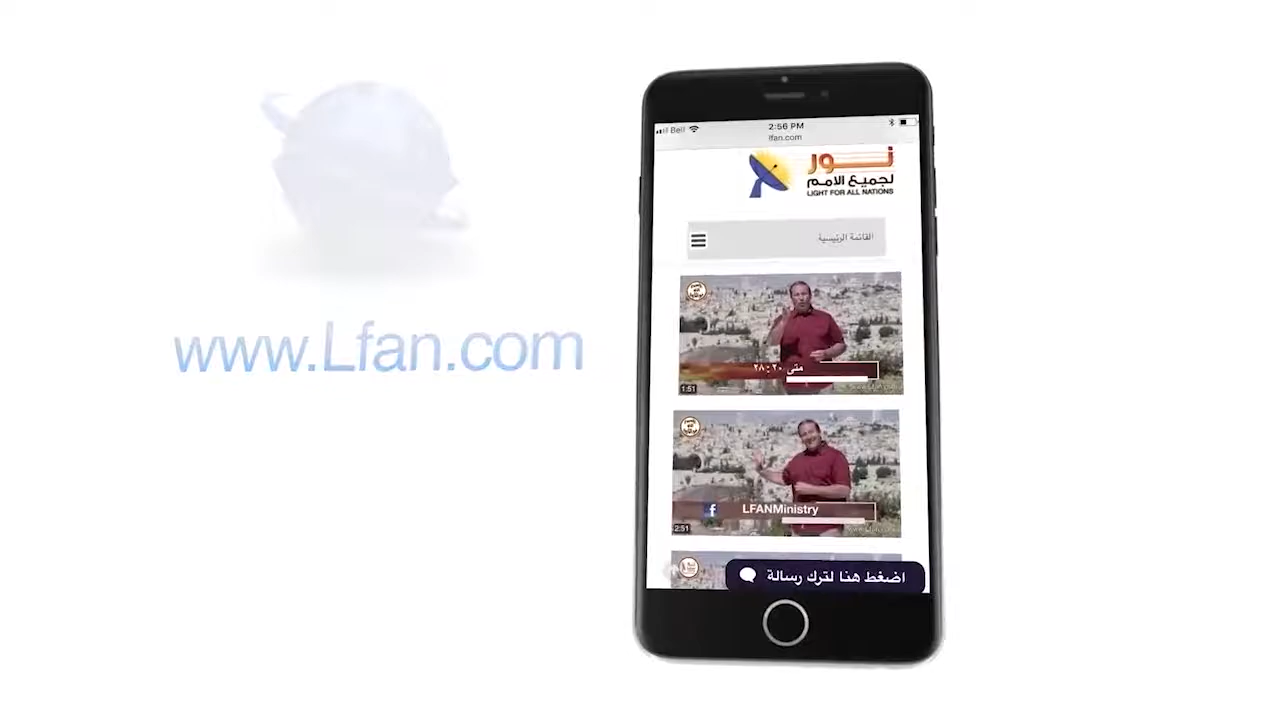 www.Lfan.com
Bell
2:56 PM
lfan.com
نور
لجميع الامم
LIGHT FOR ALL NATIONS
القائمة الرئيسية
متى ٢٠ : ٢٨
1:51
LFANMinistry
2:51
اضغط هنا لترك رسالة